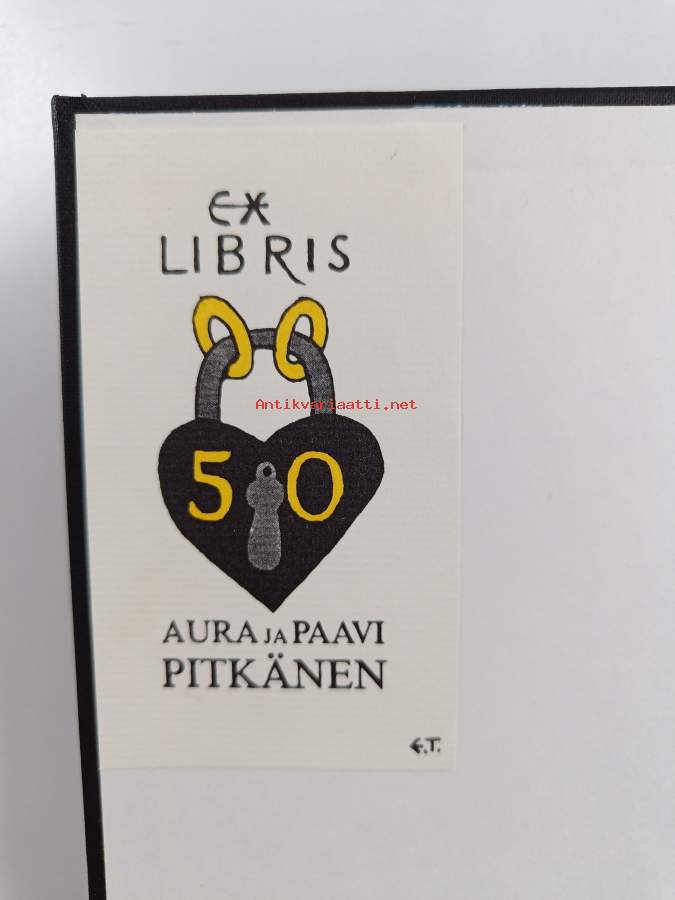 EX
LIBRIS
Antikvariaatti.net
50
AURA JA PAAVI
PITKÄNEN
E.T.